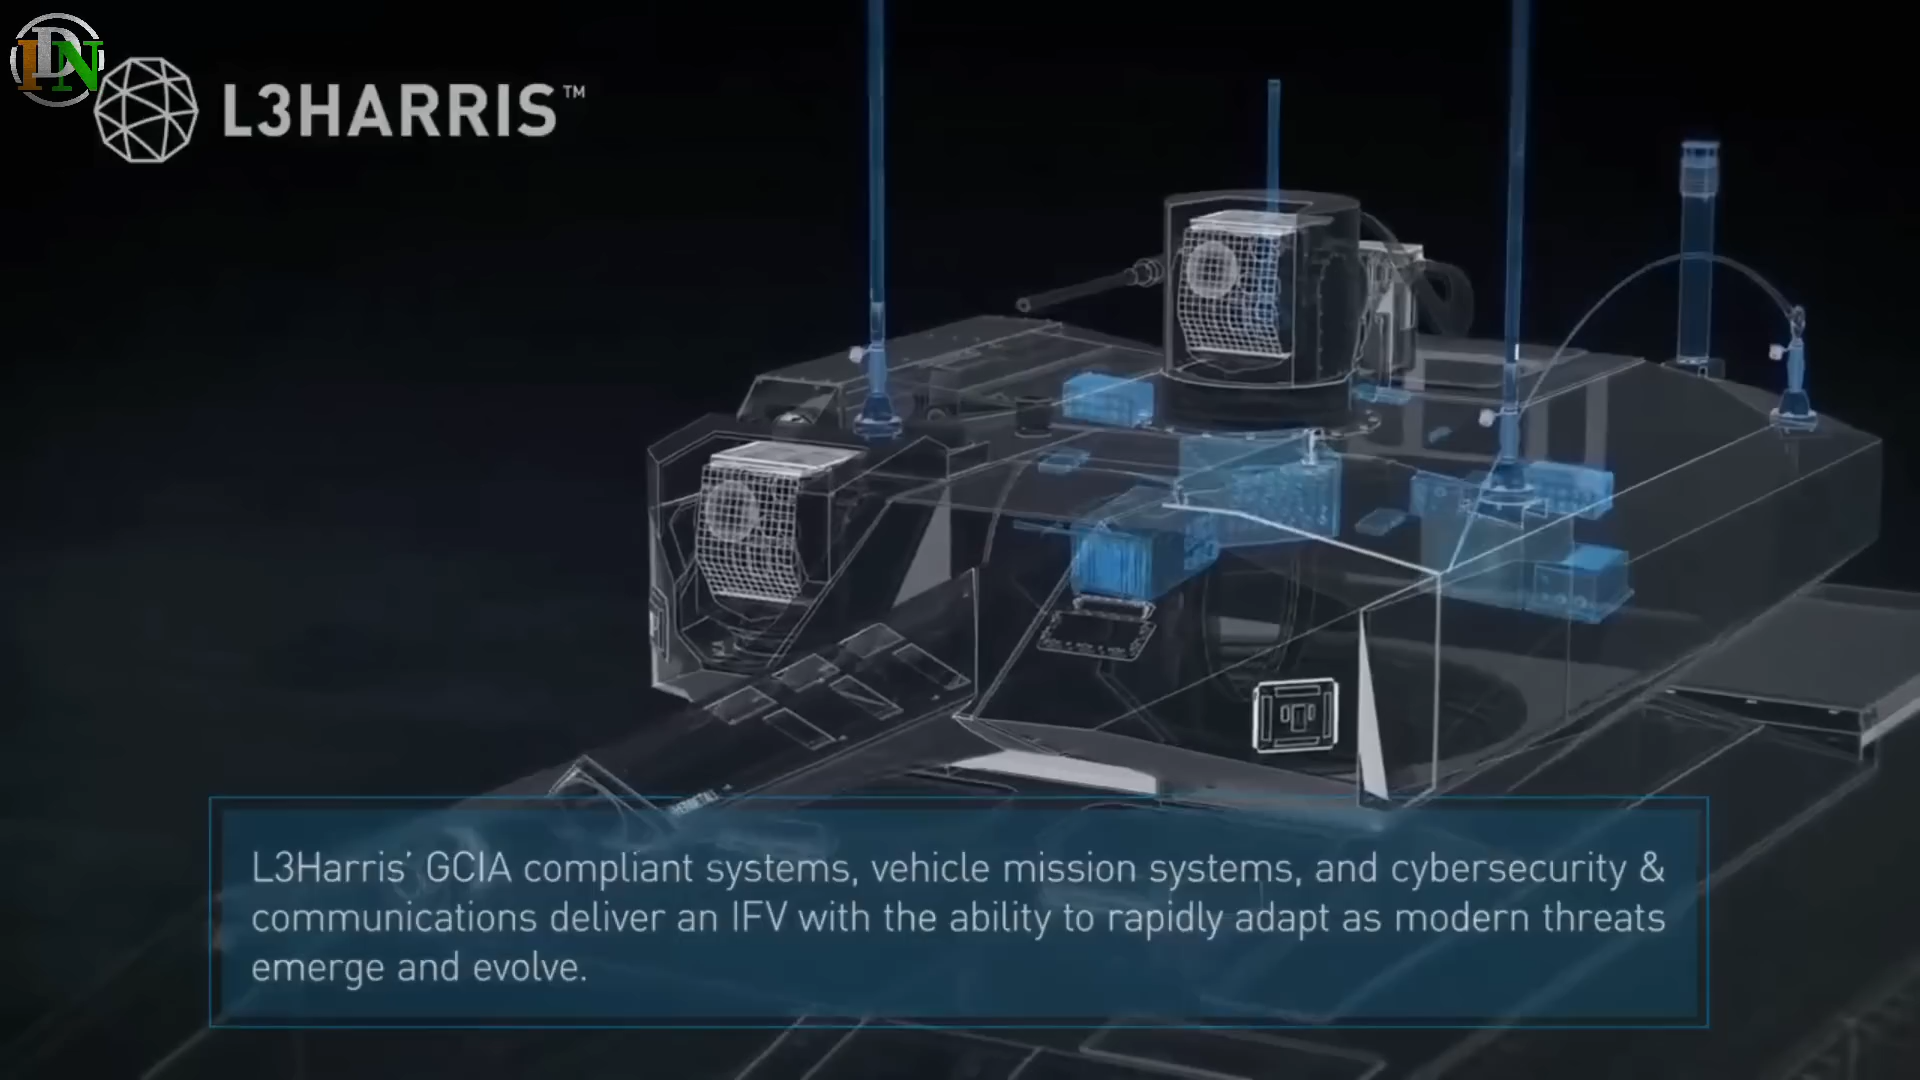 IDN
L3HARRIS™
L3Harris' GCIA compliant systems, vehicle mission systems, and cybersecurity &
communications deliver an IFV with the ability to rapidly adapt as modern threats
emerge and evolve.